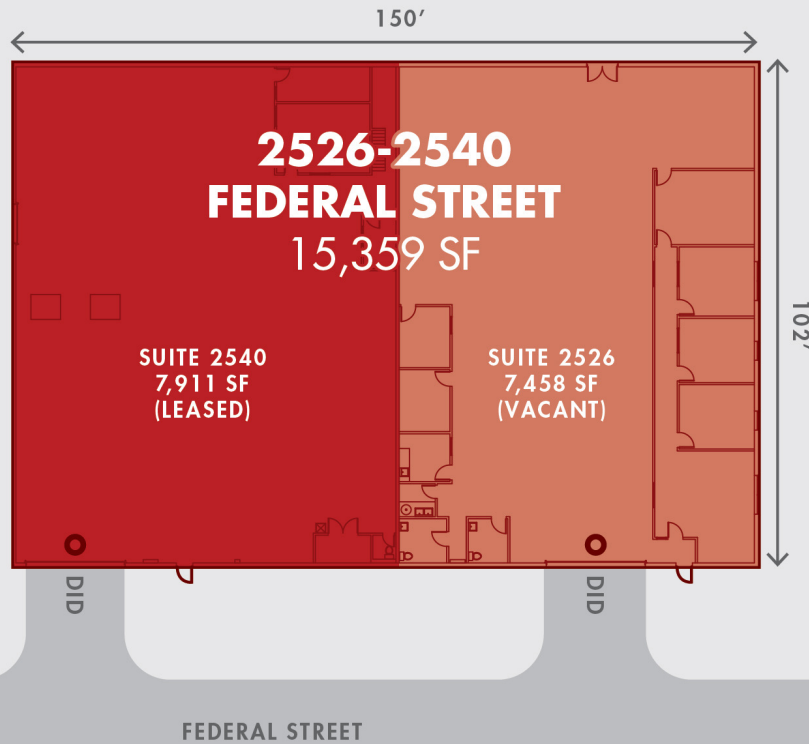 150’
2526-2540
FEDERAL STREET
15,359 SF
102’
SUITE 2540
7,911 SF
(LEASED)
SUITE 2526
7,458 SF
(VACANT)
DID
DID
FEDERAL STREET